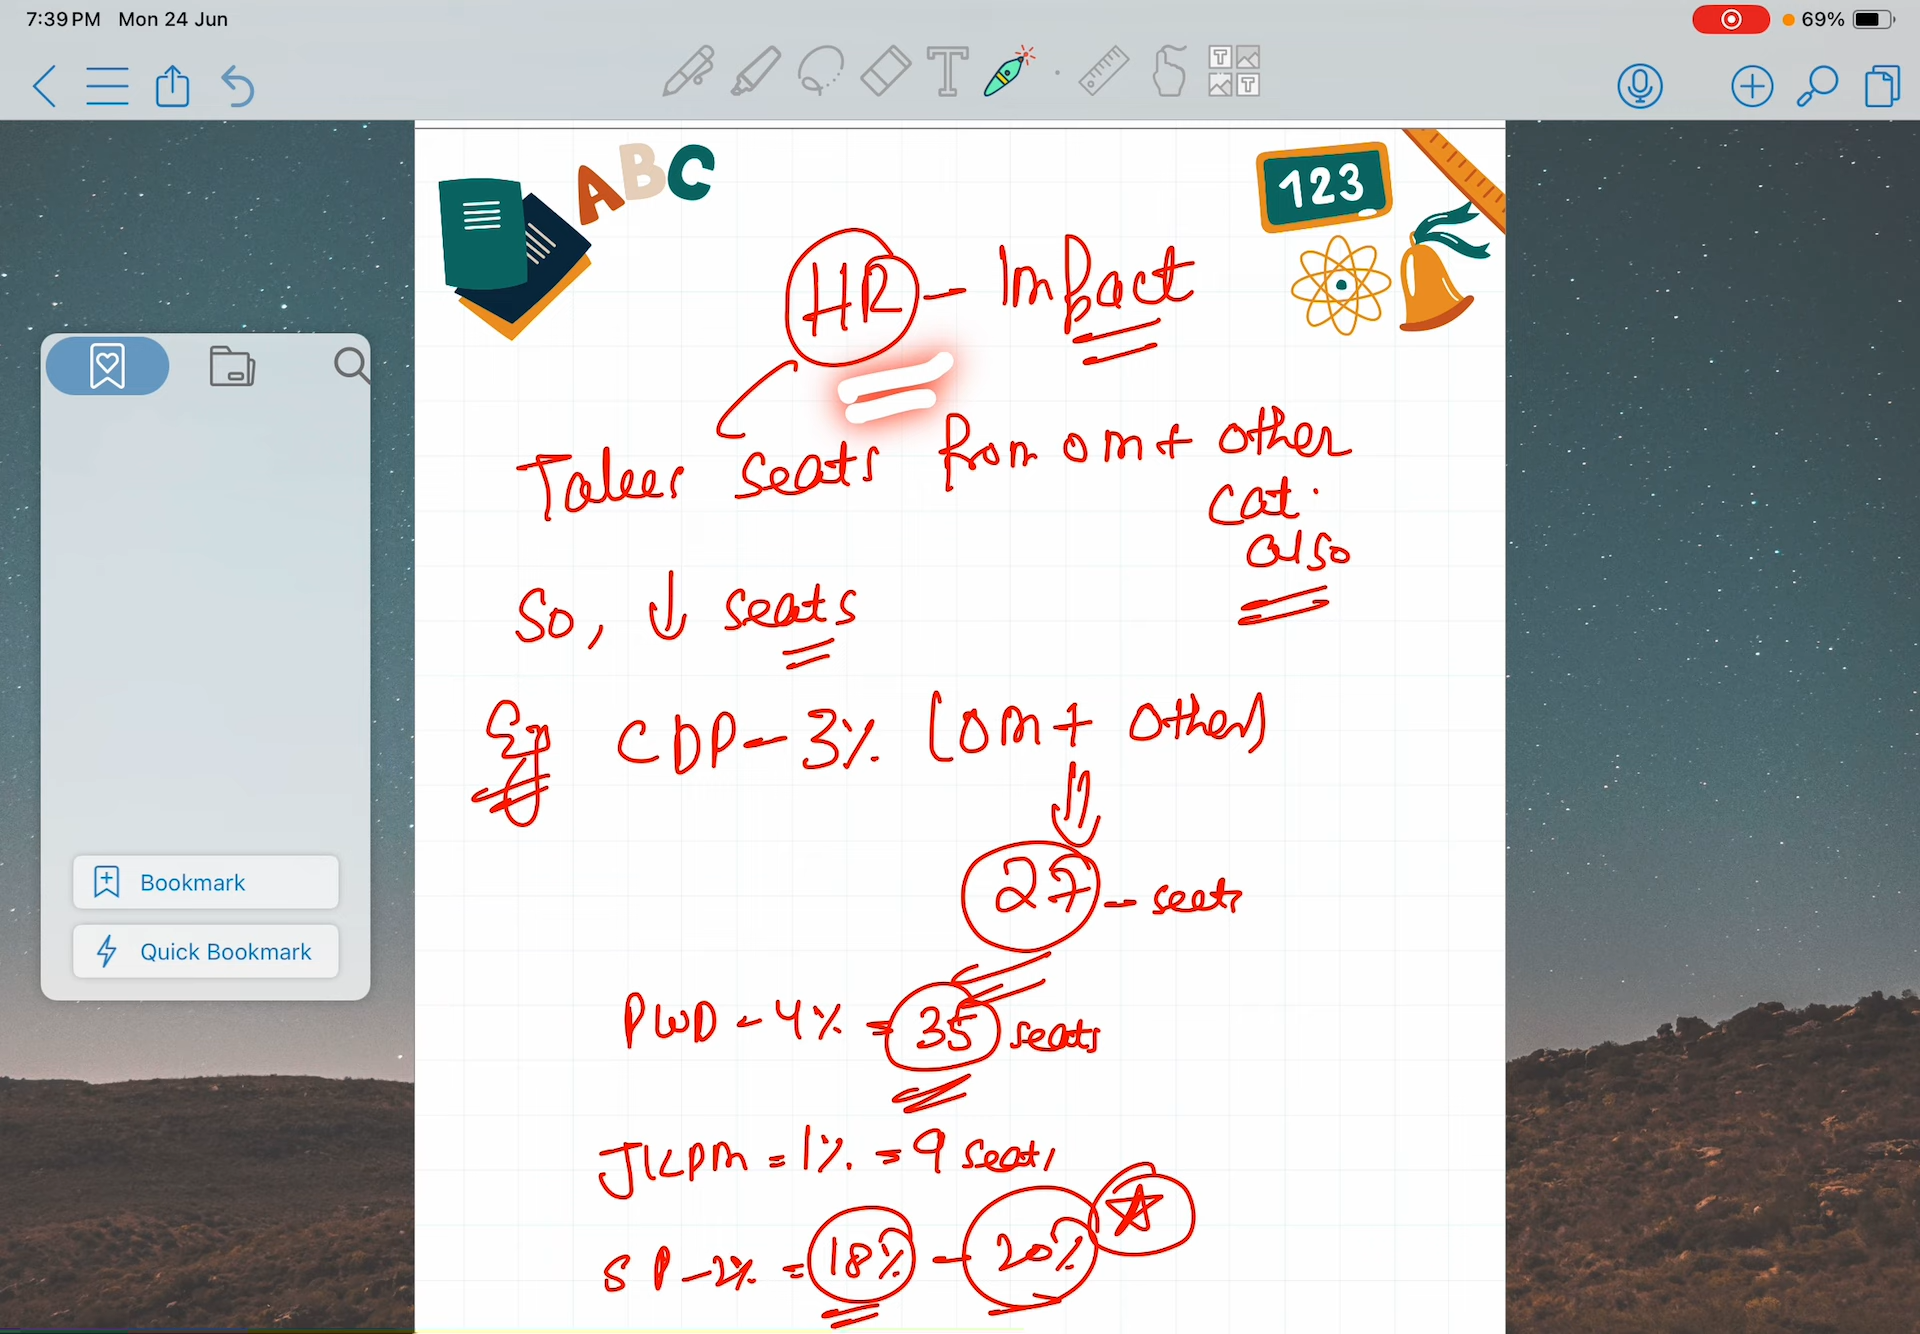 7:39 PM Mon 24 Jun
69%
ABC
123
HR - Impact
Takes seats from OM + other
cat.
also
So, ↓ seats
Eg CDP - 3% (OM + Other)
27 - seats
PWD - 4% = 35 seats
JKPM = 1% = 9 seats
SP - 2% = 18% - 20%
Bookmark
Quick Bookmark